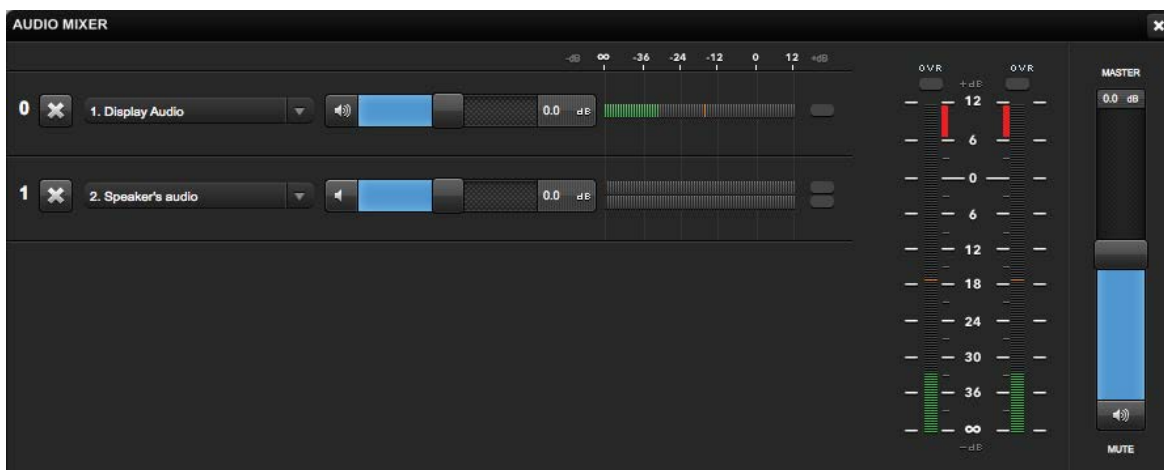 AUDIO MIXER
-dB ∞ -36 -24 -12 0 12 +dB
0 1. Display Audio 0.0 dB
1 2. Speaker's audio 0.0 dB
OVR OVR
+dB
12
6
0
6
12
18
24
30
36
∞
-dB
MASTER
0.0 dB
MUTE